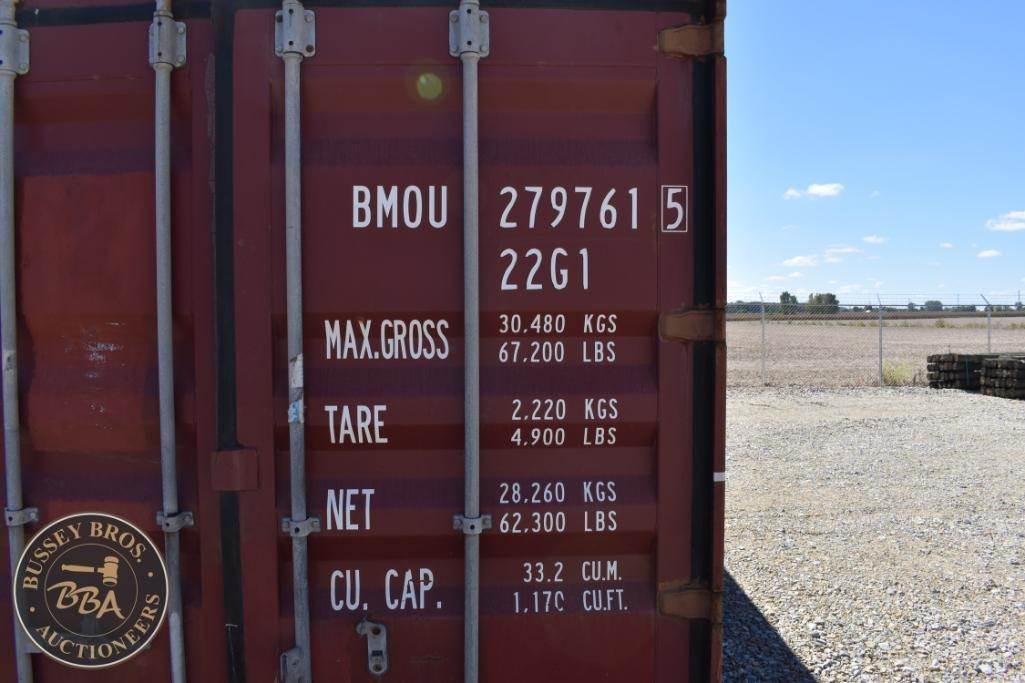 BMOU 279761 5
22G1
MAX.GROSS 30.480 KGS
67.200 LBS
TARE 2.220 KGS
4.900 LBS
NET 28.260 KGS
62.300 LBS
CU. CAP. 33.2 CU.M.
1.170 CU.FT.
BUSSEY BROS.
BBA
AUCTIONEERS